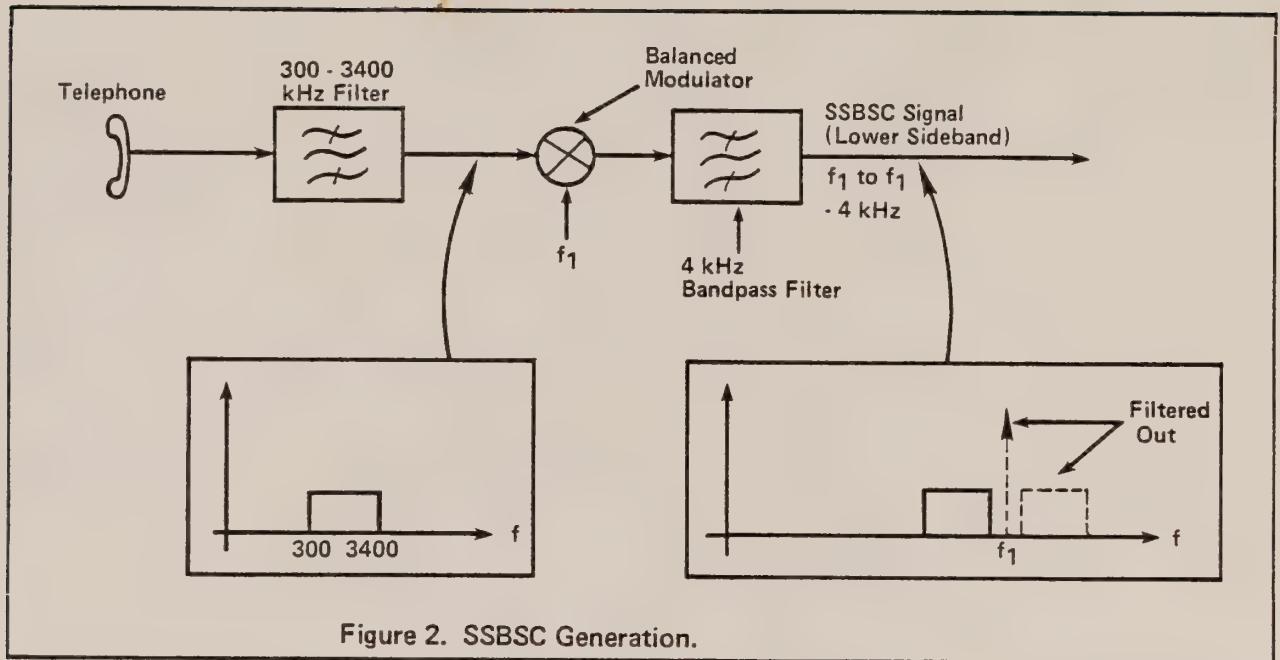 Telephone
300 - 3400
kHz Filter
Balanced
Modulator
SSBSC Signal
(Lower Sideband)
f1 to f1
- 4 kHz
f1
4 kHz
Bandpass Filter
300 3400
f
Filtered
Out
f1
f
Figure 2. SSBSC Generation.